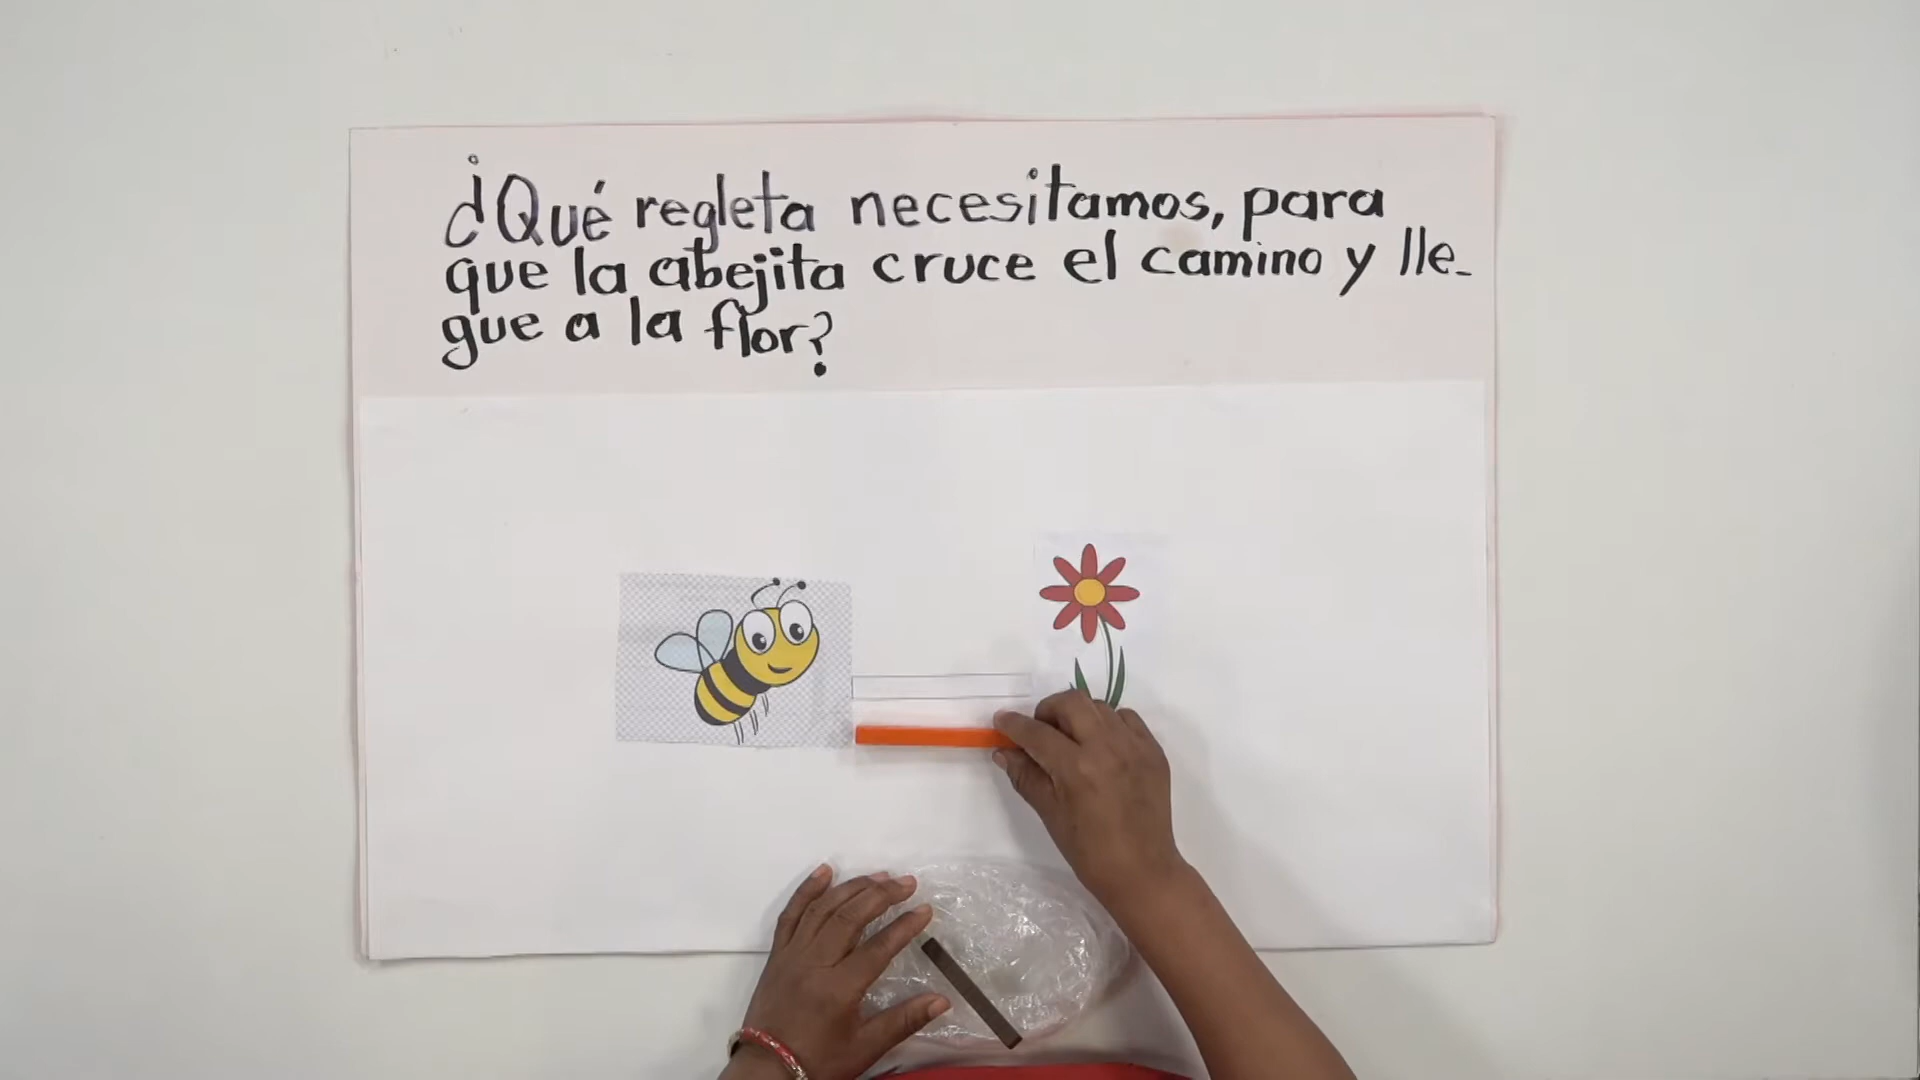 ¿Qué regleta necesitamos, para
que la abejita cruce el camino y lle-
gue a la flor?